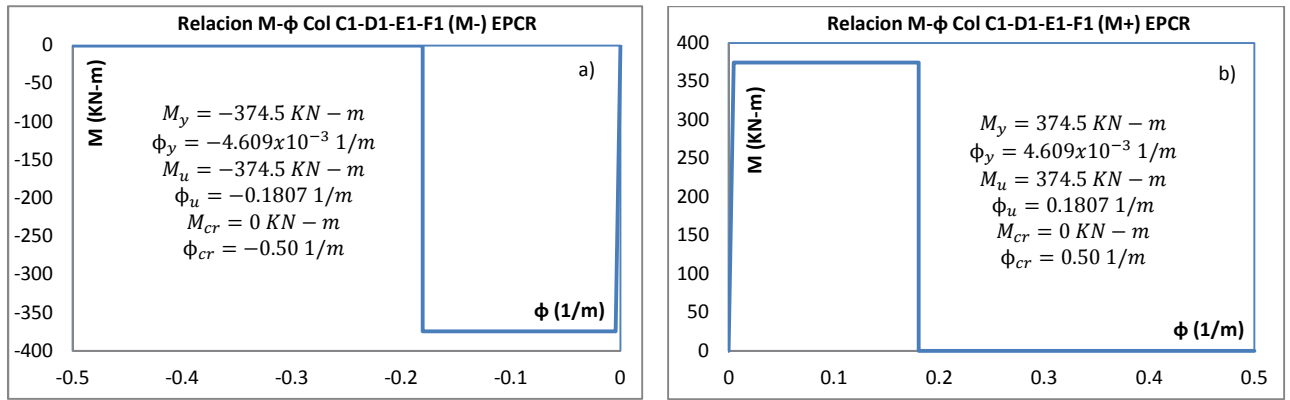 Relacion M-ϕ Col C1-D1-E1-F1 (M-) EPCR
a)
M (KN-m)
0
-50
-100
-150
-200
-250
-300
-350
-400
M_y = −374.5 KN − m
ϕ_y = −4.609x10^−3 1/m
M_u = −374.5 KN − m
ϕ_u = −0.1807 1/m
M_cr = 0 KN − m
ϕ_cr = −0.50 1/m
ϕ (1/m)
-0.5 -0.4 -0.3 -0.2 -0.1 0
Relacion M-ϕ Col C1-D1-E1-F1 (M+) EPCR
b)
M (KN-m)
400
350
300
250
200
150
100
50
0
M_y = 374.5 KN − m
ϕ_y = 4.609x10^−3 1/m
M_u = 374.5 KN − m
ϕ_u = 0.1807 1/m
M_cr = 0 KN − m
ϕ_cr = 0.50 1/m
ϕ (1/m)
0 0.1 0.2 0.3 0.4 0.5